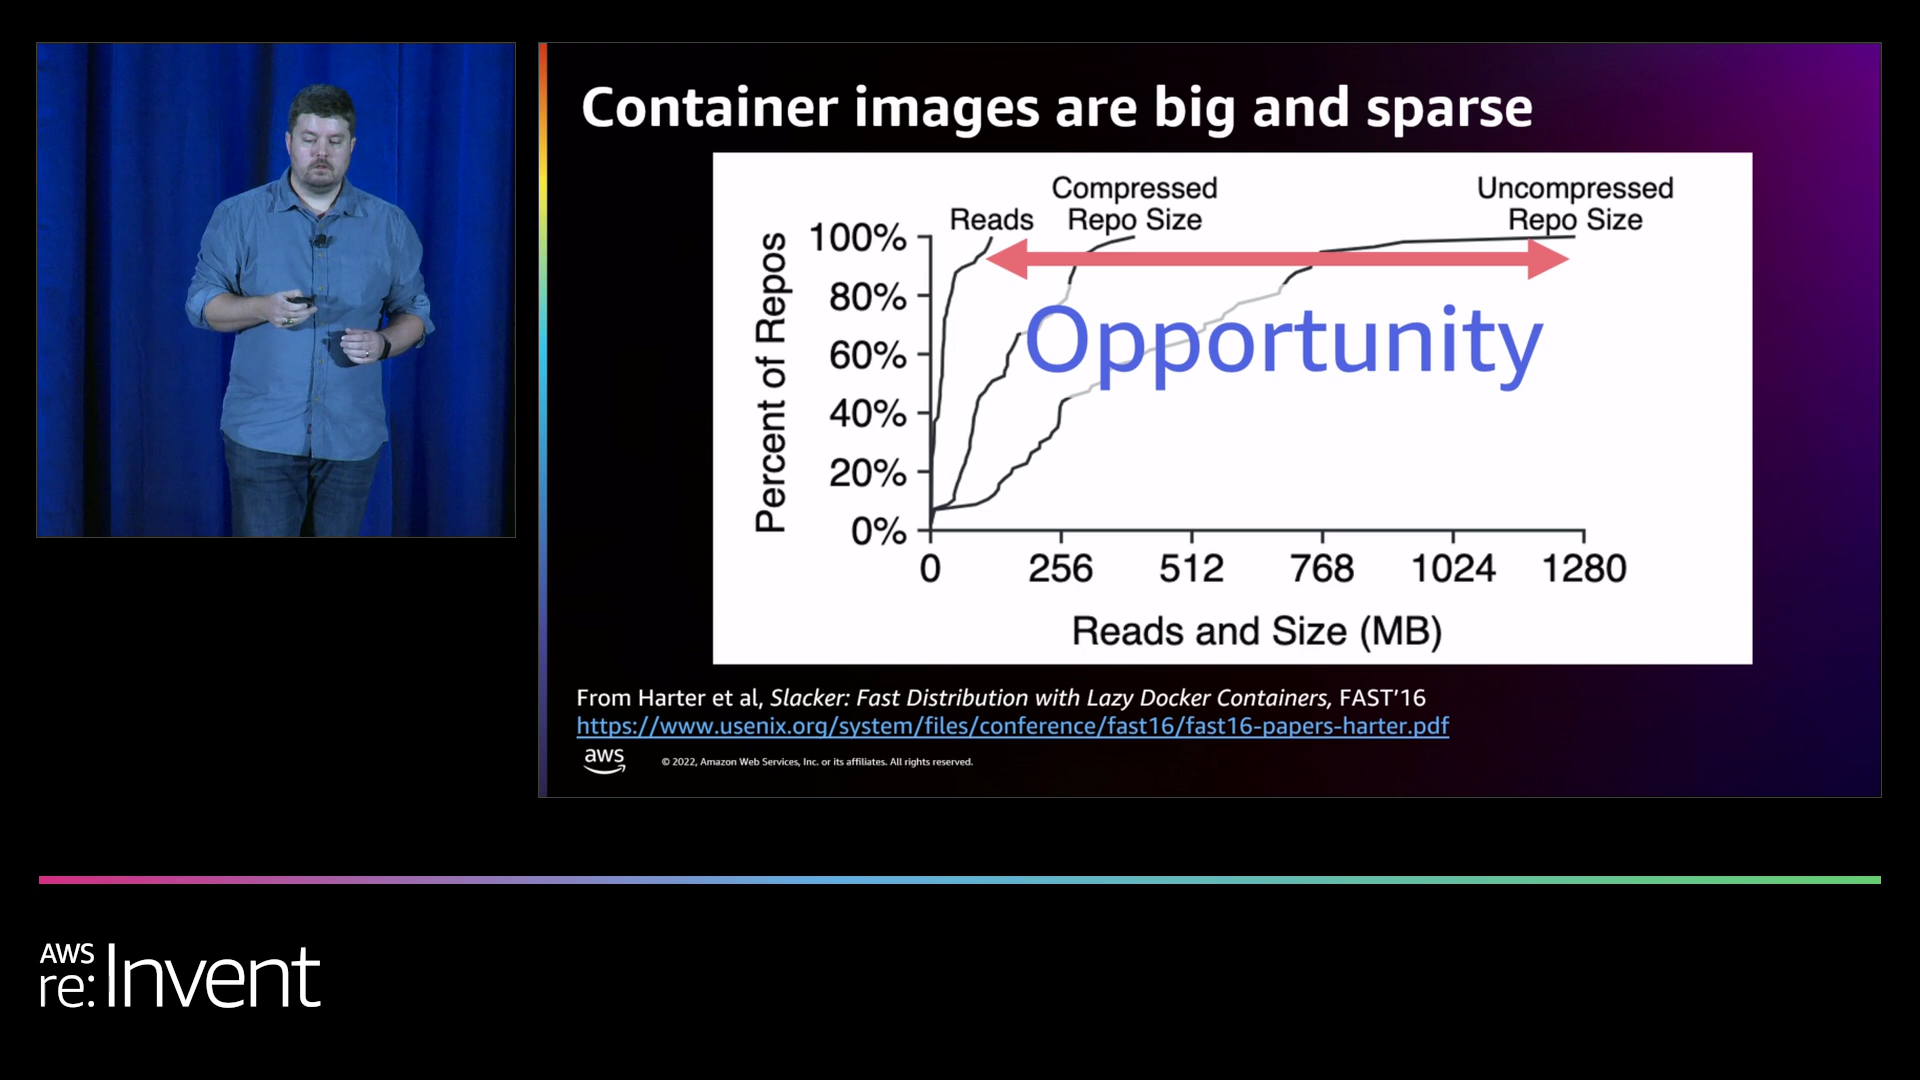 Container images are big and sparse
Reads
Compressed
Repo Size
Uncompressed
Repo Size
Percent of Repos
100%
80%
60%
40%
20%
0%
Opportunity
0 256 512 768 1024 1280
Reads and Size (MB)
From Harter et al, Slacker: Fast Distribution with Lazy Docker Containers, FAST'16
https://www.usenix.org/system/files/conference/fast16/fast16-papers-harter.pdf
aws
© 2022, Amazon Web Services, Inc. or its affiliates. All rights reserved.
AWS
re:Invent